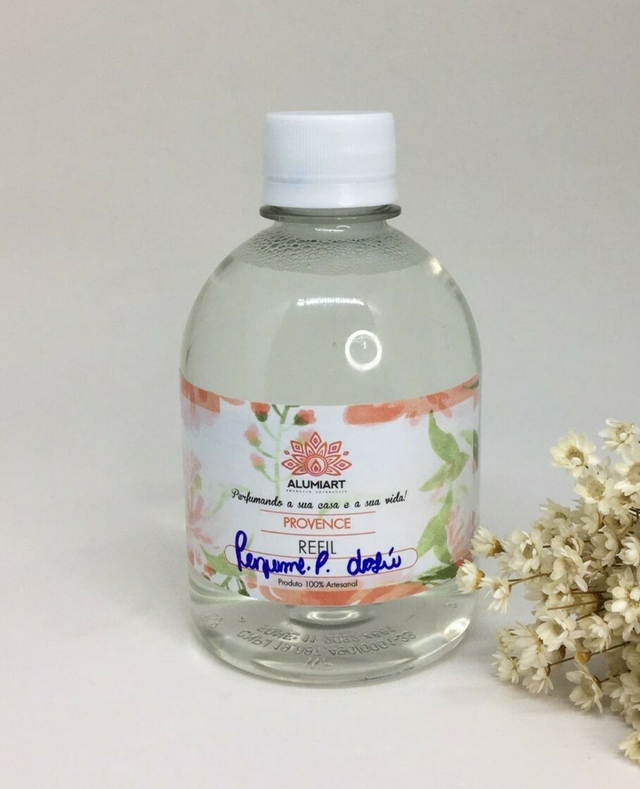 ALUMIART
Perfumando a sua casa e a sua vida!
PROVENCE
REFIL
Perfume. P.
Produto 100% Artesanal